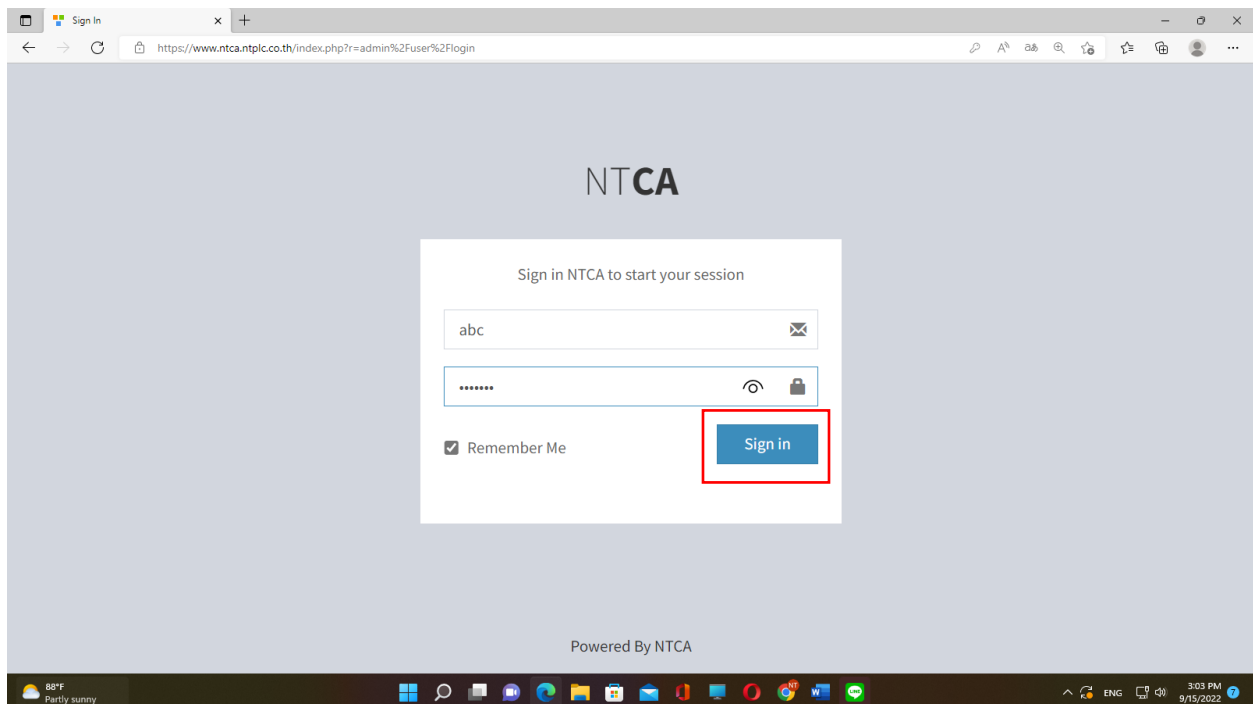 Sign In
https://www.ntca.ntplc.co.th/index.php?r=admin%2Fuser%2Flogin
NTCA
Sign in NTCA to start your session
abc
•••••••
Remember Me
Sign in
Powered By NTCA
88°F
Partly sunny
ENG
3:03 PM
9/15/2022
7